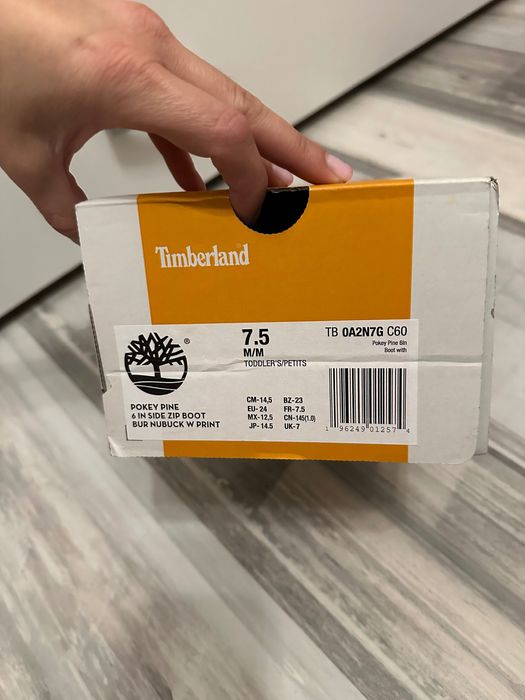 Timberland
®
7.5
M/M
TODDLER'S/PETITS
TB 0A2N7G C60
Pokey Pine 6In
Boot with
POKEY PINE
6 IN SIDE ZIP BOOT
BUR NUBUCK W PRINT
CM-14,5 BZ-23
EU- 24 FR-7.5
MX-12,5 CN-145(1.0)
JP- 14.5 UK-7
1 96249 01257 4